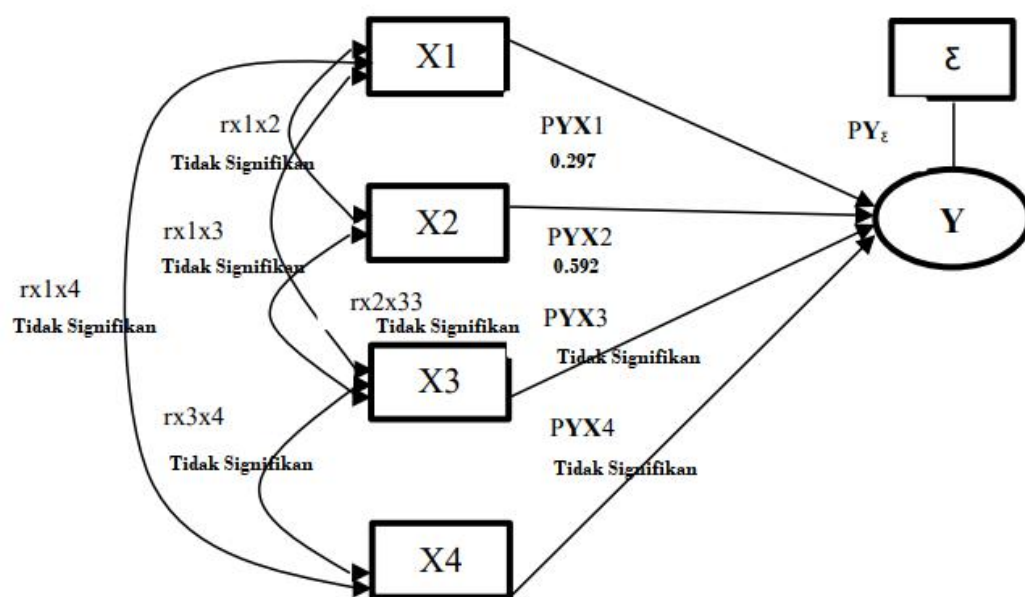 X1
ε
rx1x2
Tidak Signifikan
PYX1
0.297
PYε
X2
Y
rx1x3
Tidak Signifikan
PYX2
0.592
rx1x4
Tidak Signifikan
rx2x33
Tidak Signifikan
PYX3
Tidak Signifikan
X3
rx3x4
Tidak Signifikan
PYX4
Tidak Signifikan
X4